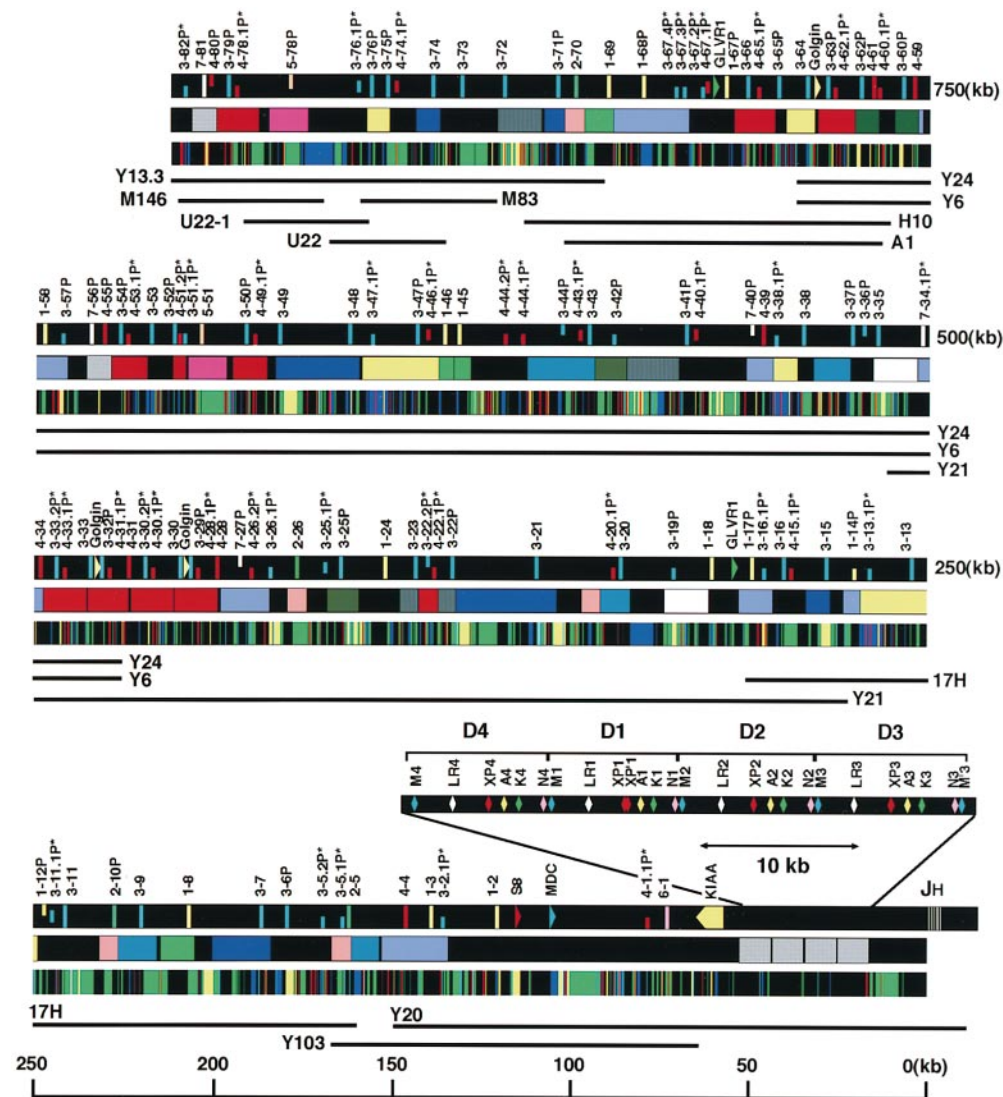 3-82P* 7-81 4-80P 3-79P 4-78.1P* 5-78P 3-76.1P* 3-76P 3-75P 4-74.1P* 3-74 3-73 3-72 3-71P 2-70 1-69 1-68P 3-67.4P* 3-67.3P* 3-67.2P* 4-67.1P* GLVR1 1-67P 3-66 4-65.1P* 3-65P 3-64 Golgin 3-63P 4-62.1P* 3-62P 4-61 4-60.1P* 3-60P 4-59
750(kb)
Y13.3 Y24
M146 M83 Y6
U22-1 H10
U22 A1
1-58 3-57P 7-56P 4-55P 3-54P 4-53.1P* 3-53 3-52P 4-51.2P* 3-51.1P* 5-51 3-50P 4-49.1P* 3-49 3-48 3-47.1P* 3-47P 4-46.1P* 1-46 1-45 4-44.2P* 4-44.1P* 3-44P 4-43.1P* 3-43 3-42P 3-41P 4-40.1P* 7-40P 4-39 3-38.1P* 3-38 3-37P 3-36P 3-35 7-34.1P*
500(kb)
Y24
Y6
Y21
4-34 3-33.2P* 4-33.1P* 3-33 Golgin 3-32P 4-31.1P* 4-31 3-30.2P* 4-30.1P* 3-30 Golgin 3-29P 4-28.1P* 4-28 7-27P 4-26.2P* 3-26.1P* 2-26 3-25.1P* 3-25P 1-24 3-23 3-22.2P* 4-22.1P* 3-22P 3-21 4-20.1P* 3-20 3-19P 1-18 GLVR1 1-17P 3-16.1P* 3-16 4-15.1P* 3-15 1-14P 3-13.1P* 3-13
250(kb)
Y24
Y6 17H
Y21
D4 D1 D2 D3
M4 LR4 XP4 A4 K4 N4 M1 LR1 XP1 XP'1 A1 K1 N1 M2 LR2 XP2 A2 K2 N2 M3 LR3 XP3 A3 K3 N3 M'3
10 kb
1-12P 3-11.1P* 3-11 2-10P 3-9 1-8 3-7 3-6P 3-5.2P* 3-5.1P* 2-5 4-4 1-3 3-2.1P* 1-2 S8 MDC 4-1.1P* 6-1 KIAA JH
17H Y20
Y103
250 200 150 100 50 0(kb)